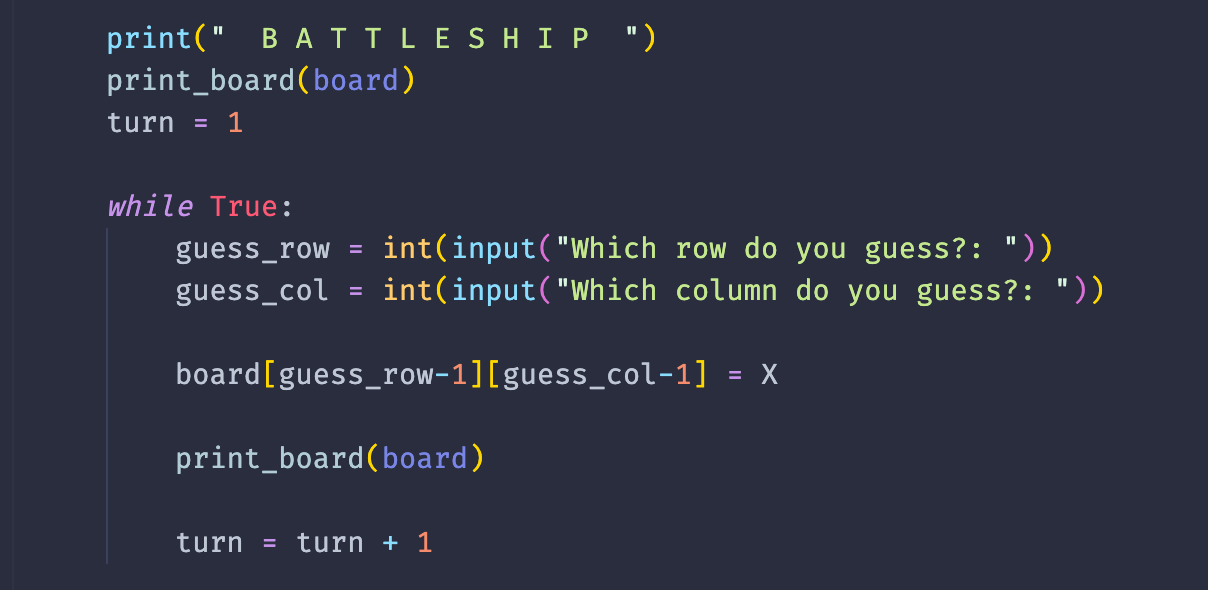 print("  B A T T L E S H I P  ")
print_board(board)
turn = 1
while True:
guess_row = int(input("Which row do you guess?: "))
guess_col = int(input("Which column do you guess?: "))
board[guess_row-1][guess_col-1] = X
print_board(board)
turn = turn + 1